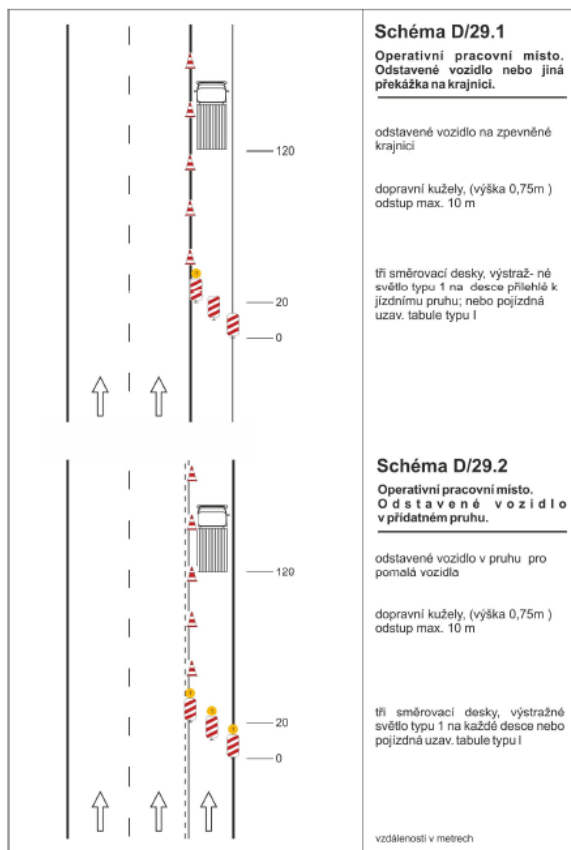 Schéma D/29.1
Operativní pracovní místo.
Odstavené vozidlo nebo jiná
překážka na krajnici.
odstavené vozidlo na zpevněné
krajnici
120
dopravní kužely, (výška 0,75m )
odstup max. 10 m
tři směrovací desky, výstraž- né
světlo typu 1 na desce přilehlé k
jízdnímu pruhu; nebo pojízdná
uzav. tabule typu I
1
20
0
Schéma D/29.2
Operativní pracovní místo.
Odstavené vozidlo
v přídatném pruhu.
odstavené vozidlo v pruhu pro
pomalá vozidla
120
dopravní kužely, (výška 0,75m )
odstup max. 10 m
tři směrovací desky, výstražné
světlo typu 1 na každé desce nebo
pojízdná uzav. tabule typu I
1
1
1
20
0
vzdálenosti v metrech